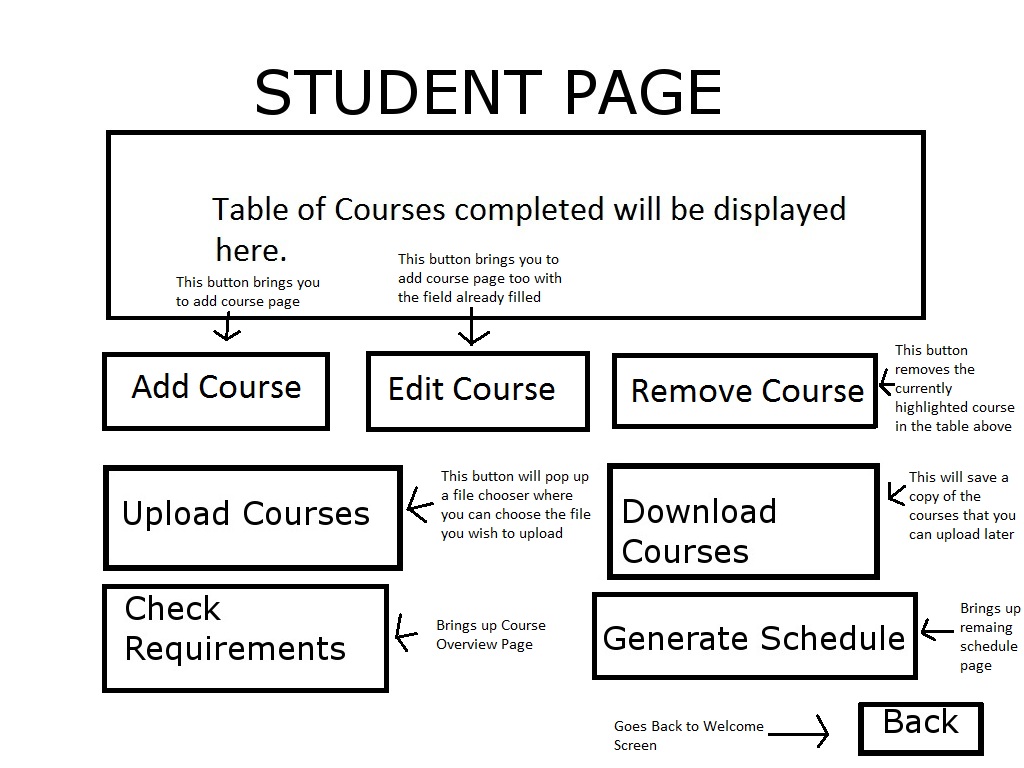 STUDENT PAGE
Table of Courses completed will be displayed
here.
This button brings you
to add course page
This button brings you to
add course page too with
the field already filled
Add Course
Edit Course
Remove Course
This button
removes the
currently
highlighted course
in the table above
Upload Courses
This button will pop up
a file chooser where
you can choose the file
you wish to upload
Download
Courses
This will save a
copy of the
courses that you
can upload later
Check
Requirements
Brings up Course
Overview Page
Generate Schedule
Brings up
remaing
schedule
page
Goes Back to Welcome
Screen
Back